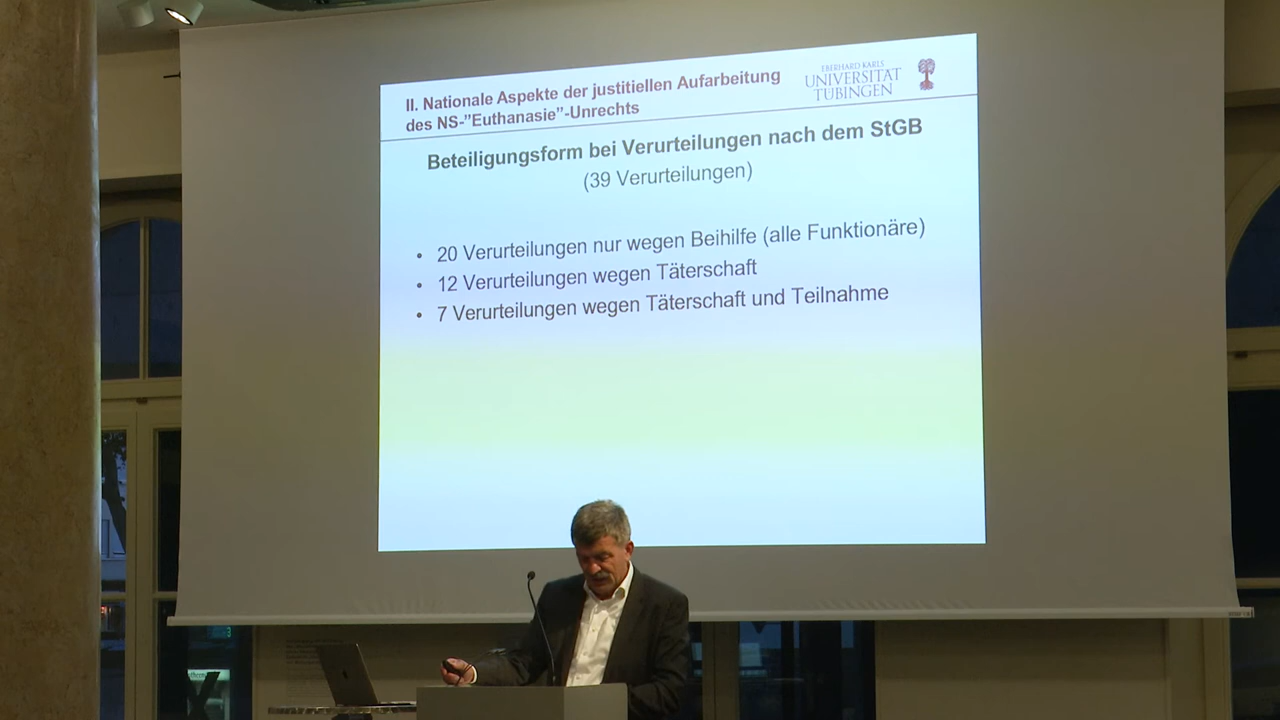 II. Nationale Aspekte der justitiellen Aufarbeitung
des NS-”Euthanasie”-Unrechts
EBERHARD KARLS
UNIVERSITÄT
TÜBINGEN
Beteiligungsform bei Verurteilungen nach dem StGB
(39 Verurteilungen)
• 20 Verurteilungen nur wegen Beihilfe (alle Funktionäre)
• 12 Verurteilungen wegen Täterschaft
• 7 Verurteilungen wegen Täterschaft und Teilnahme